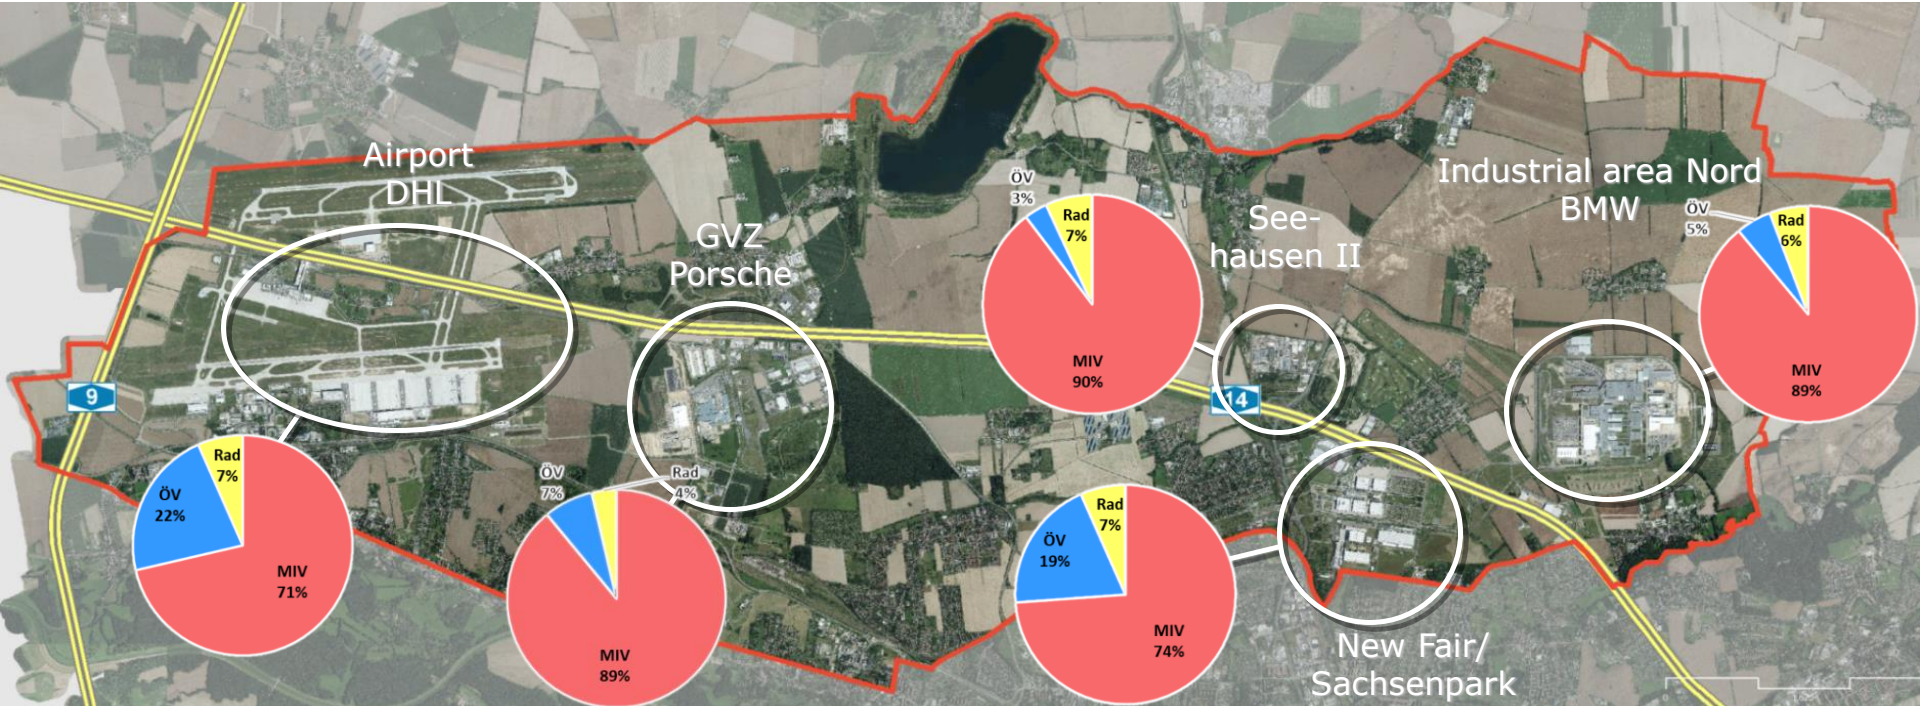 Airport
DHL
GVZ
Porsche
See-
hausen II
Industrial area Nord
BMW
New Fair/
Sachsenpark
9
14
Rad
7%
ÖV
22%
MIV
71%
ÖV
7%
Rad
4%
MIV
89%
ÖV
3%
Rad
7%
MIV
90%
Rad
7%
ÖV
19%
MIV
74%
ÖV
5%
Rad
6%
MIV
89%